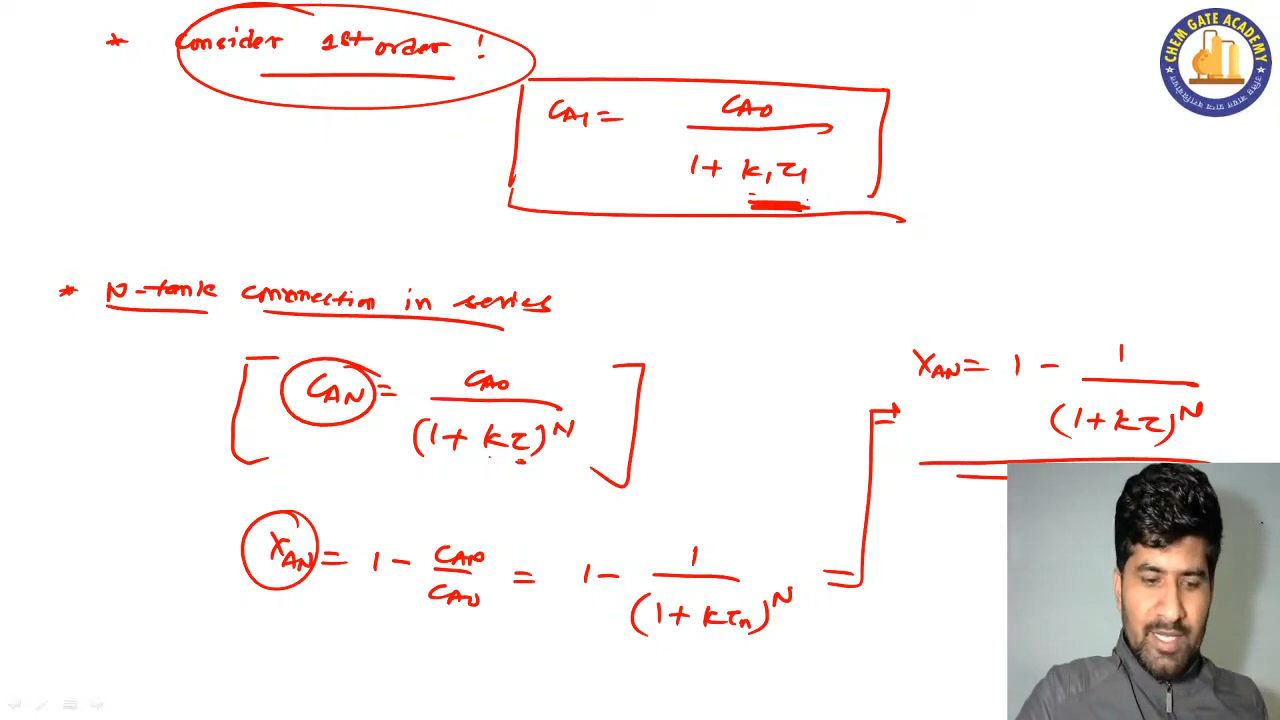 * Consider 1st order !
CA1 = CA0 / 1 + k1τ1
* N-tank connection in series
[ CAN = CA0 / (1 + kτ)^N ]
XAN = 1 - 1 / (1 + kτ)^N
XAN = 1 - CAN / CA0 = 1 - 1 / (1 + kτn)^N =
CHEM GATE ACADEMY